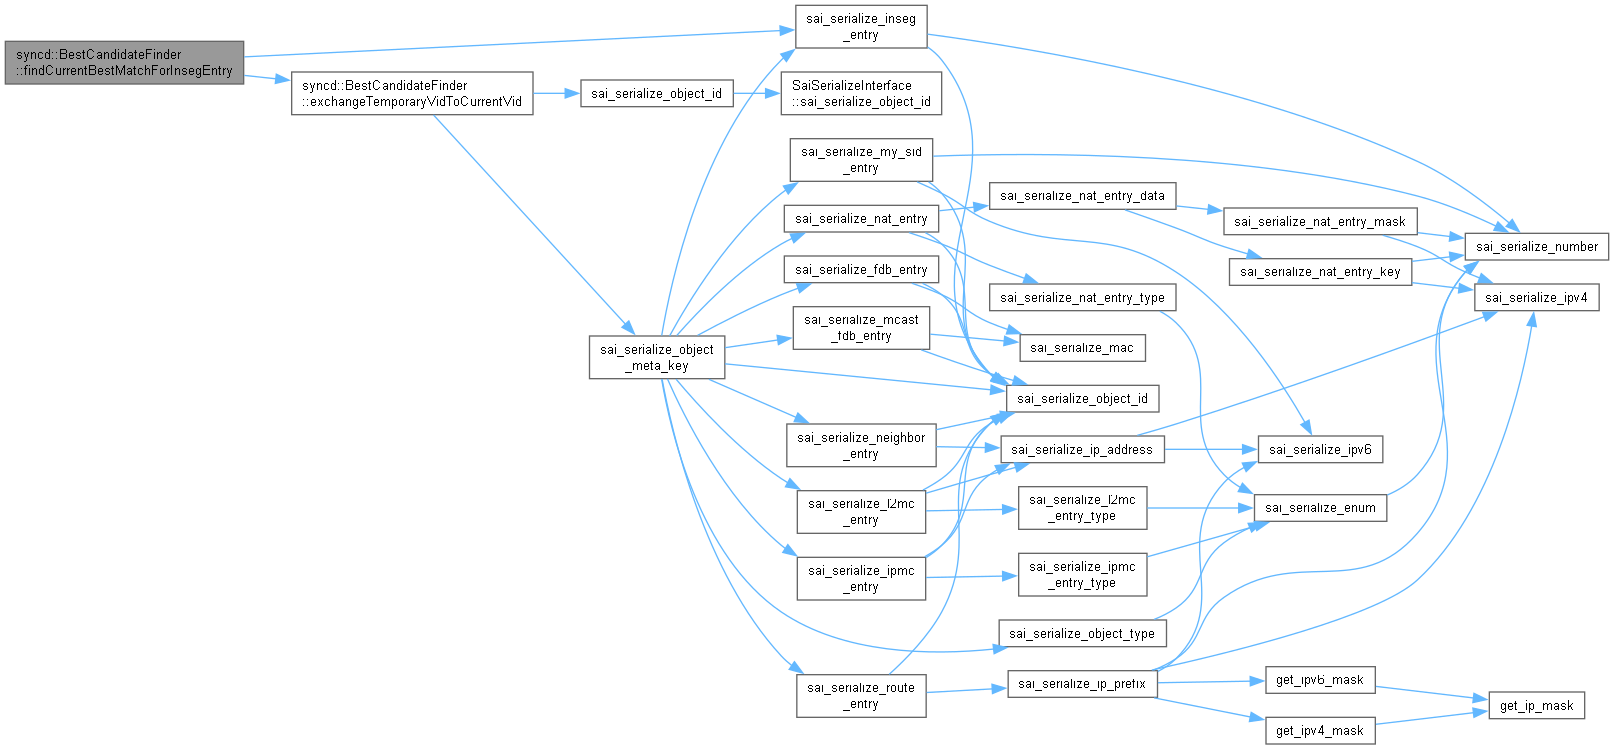 syncd::BestCandidateFinder
::findCurrentBestMatchForInsegEntry
syncd::BestCandidateFinder
::exchangeTemporaryVidToCurrentVid
sai_serialize_object_id
SaiSerializeInterface
::sai_serialize_object_id
sai_serialize_object
_meta_key
sai_serialize_inseg
_entry
sai_serialize_my_sid
_entry
sai_serialize_nat_entry
sai_serialize_fdb_entry
sai_serialize_mcast
_fdb_entry
sai_serialize_neighbor
_entry
sai_serialize_l2mc
_entry
sai_serialize_ipmc
_entry
sai_serialize_route
_entry
sai_serialize_nat_entry_data
sai_serialize_nat_entry_type
sai_serialize_mac
sai_serialize_object_id
sai_serialize_ip_address
sai_serialize_l2mc
_entry_type
sai_serialize_ipmc
_entry_type
sai_serialize_object_type
sai_serialize_ip_prefix
sai_serialize_nat_entry_mask
sai_serialize_nat_entry_key
sai_serialize_ipv6
sai_serialize_enum
get_ipv6_mask
get_ipv4_mask
sai_serialize_number
sai_serialize_ipv4
get_ip_mask